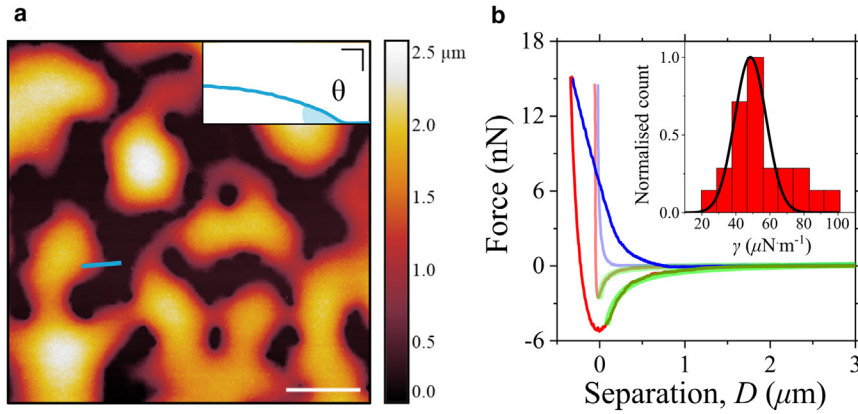 a
θ
2.5 µm
2.0
1.5
1.0
0.5
0.0
b
Force (nN)
18
12
6
0
-6
0 1 2 3
Separation, D (µm)
Normalised count
1.0
0.5
0.0
20 40 60 80 100
γ (µN·m⁻¹)